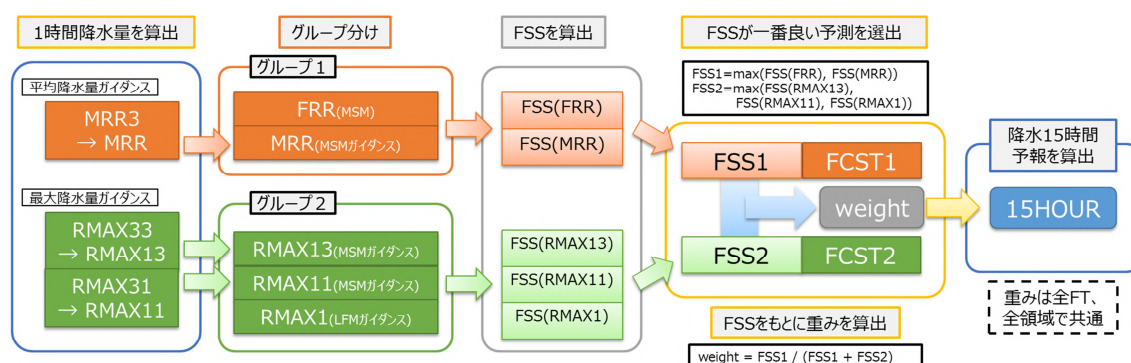 1時間降水量を算出
グループ分け
FSSを算出
FSSが一番良い予測を選出
平均降水量ガイダンス
MRR3
→ MRR
最大降水量ガイダンス
RMAX33
→ RMAX13
RMAX31
→ RMAX11
グループ1
FRR(MSM)
MRR(MSMガイダンス)
グループ2
RMAX13(MSMガイダンス)
RMAX11(MSMガイダンス)
RMAX1(LFMガイダンス)
FSS(FRR)
FSS(MRR)
FSS(RMAX13)
FSS(RMAX11)
FSS(RMAX1)
FSS1=max(FSS(FRR), FSS(MRR))
FSS2=max(FSS(RMAX13),
FSS(RMAX11), FSS(RMAX1))
FSS1
FCST1
weight
FSS2
FCST2
FSSをもとに重みを算出
weight = FSS1 / (FSS1 + FSS2)
降水15時間
予報を算出
15HOUR
重みは全FT、
全領域で共通